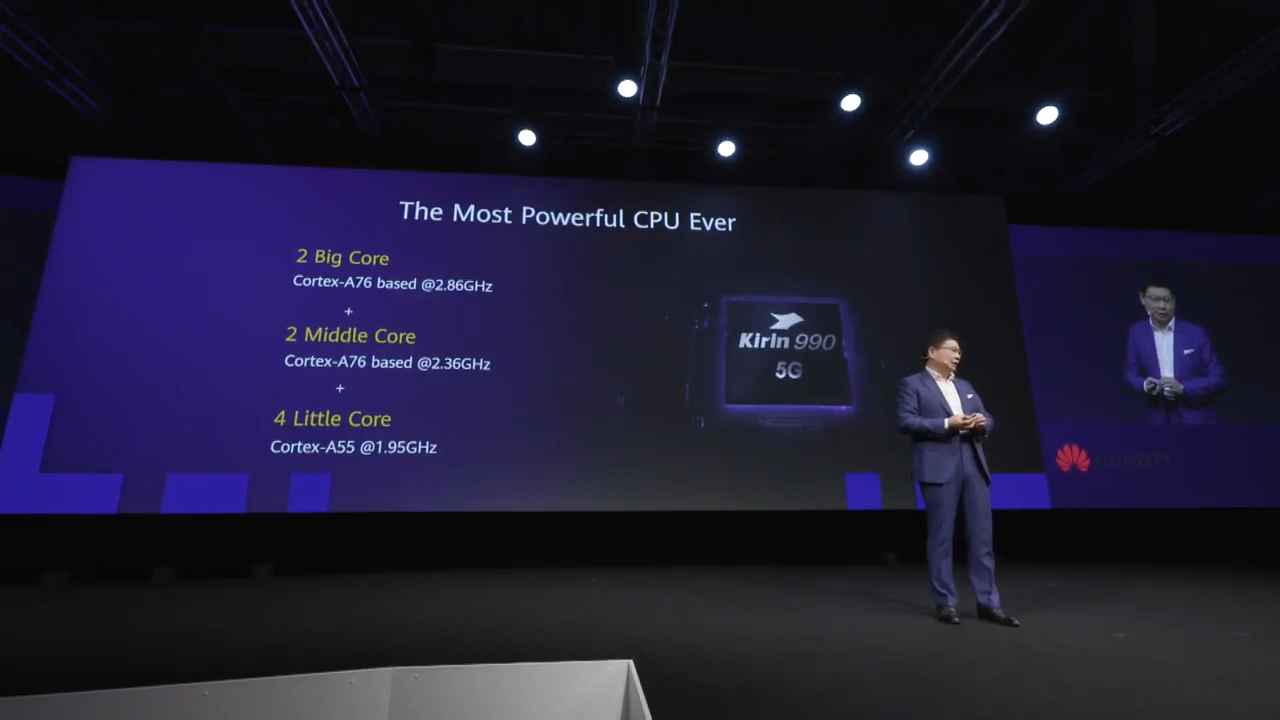 The Most Powerful CPU Ever
2 Big Core
Cortex-A76 based @2.86GHz
+
2 Middle Core
Cortex-A76 based @2.36GHz
+
4 Little Core
Cortex-A55 @1.95GHz
Kirin 990
5G
HUAWEI